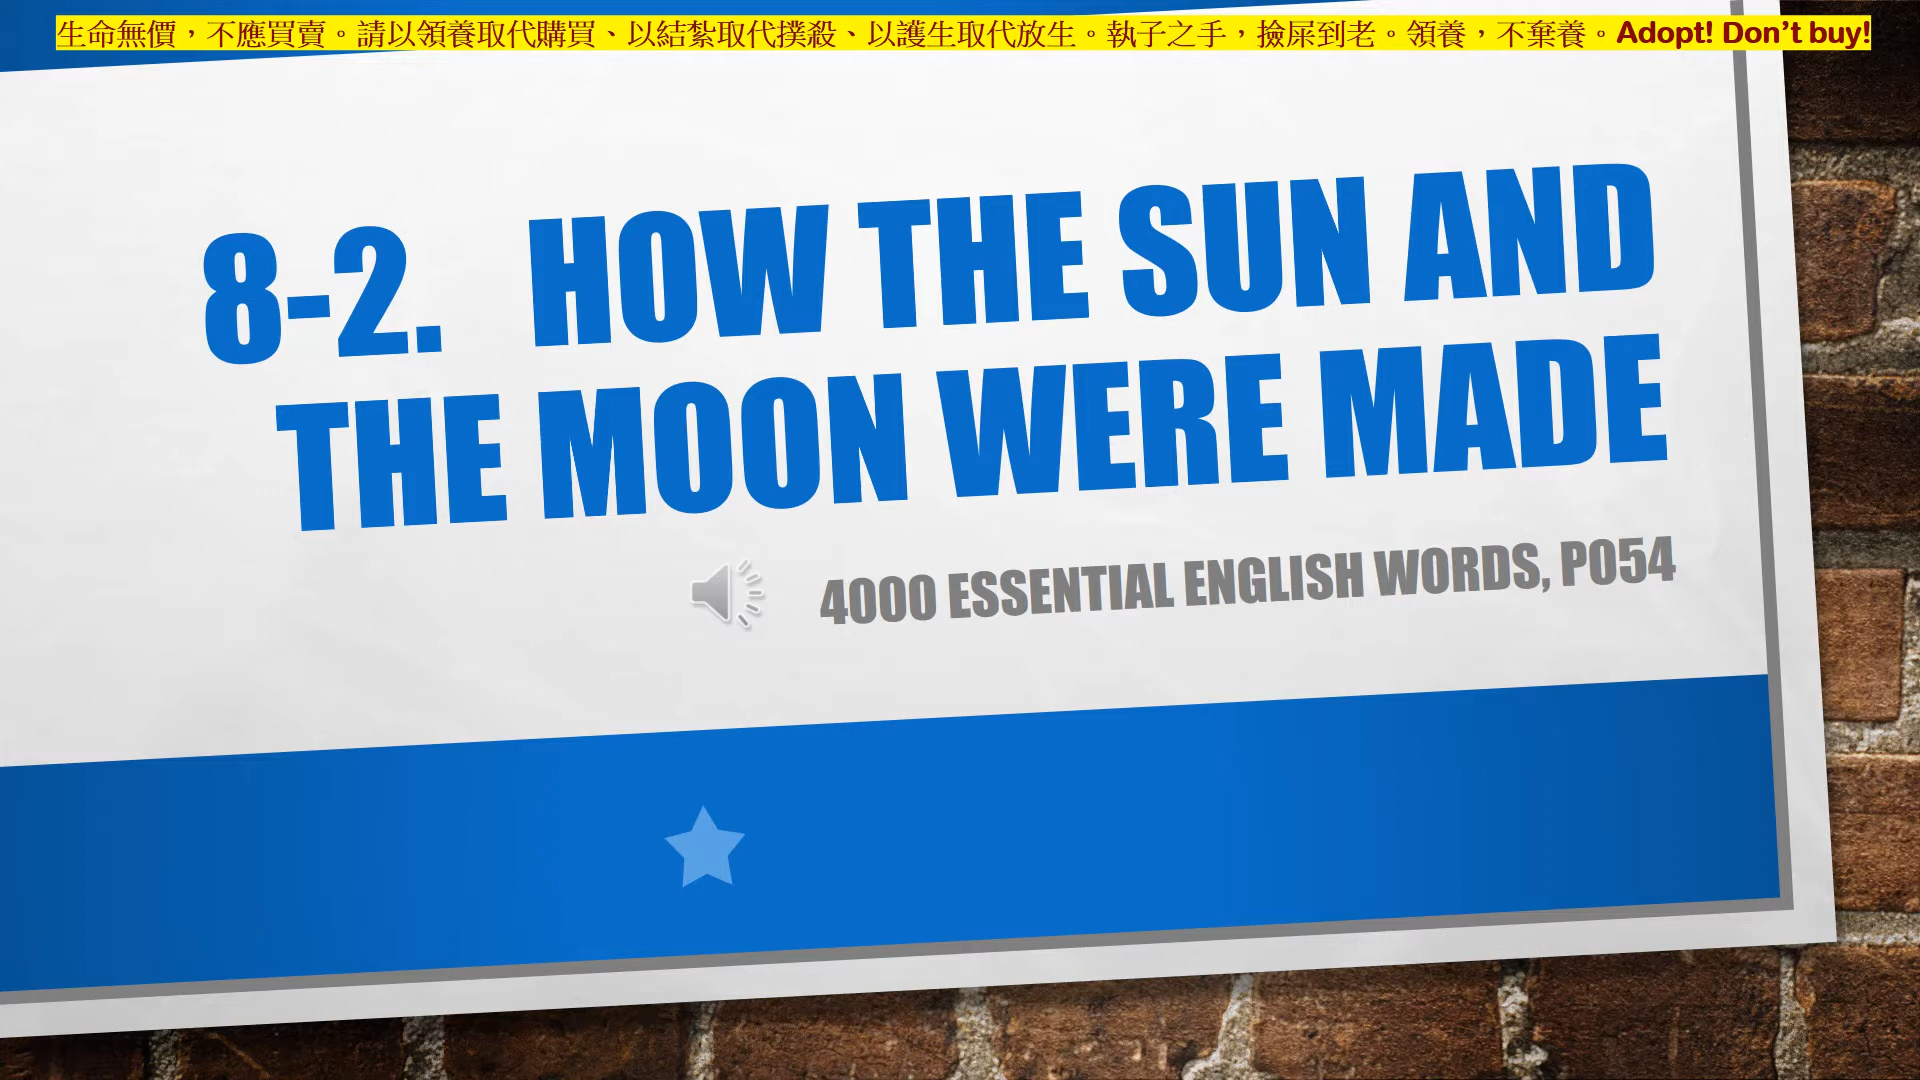 生命無價，不應買賣。請以領養取代購買、以結紮取代撲殺、以護生取代放生。執子之手，撿屎到老。領養，不棄養。Adopt! Don’t buy!
8-2. HOW THE SUN AND
THE MOON WERE MADE
4000 ESSENTIAL ENGLISH WORDS, P054